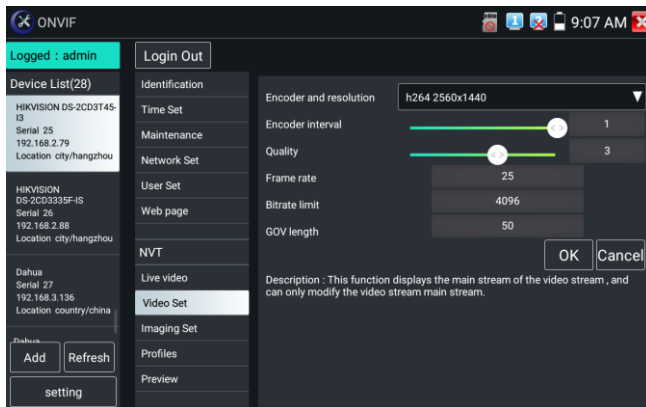 ONVIF
1
2
9:07 AM
Logged : admin
Login Out
Device List(28)
HIKVISION DS-2CD3T45-
I3
Serial 25
192.168.2.79
Location city/hangzhou
HIKVISION
DS-2CD3335F-IS
Serial 26
192.168.2.88
Location city/hangzhou
Dahua
Serial 27
192.168.3.136
Location country/china
Dahua
Add
Refresh
setting
Identification
Time Set
Maintenance
Network Set
User Set
Web page
NVT
Live video
Video Set
Imaging Set
Profiles
Preview
Encoder and resolution h264 2560x1440
Encoder interval 1
Quality 3
Frame rate 25
Bitrate limit 4096
GOV length 50
OK Cancel
Description : This function displays the main stream of the video stream , and
can only modify the video stream main stream.